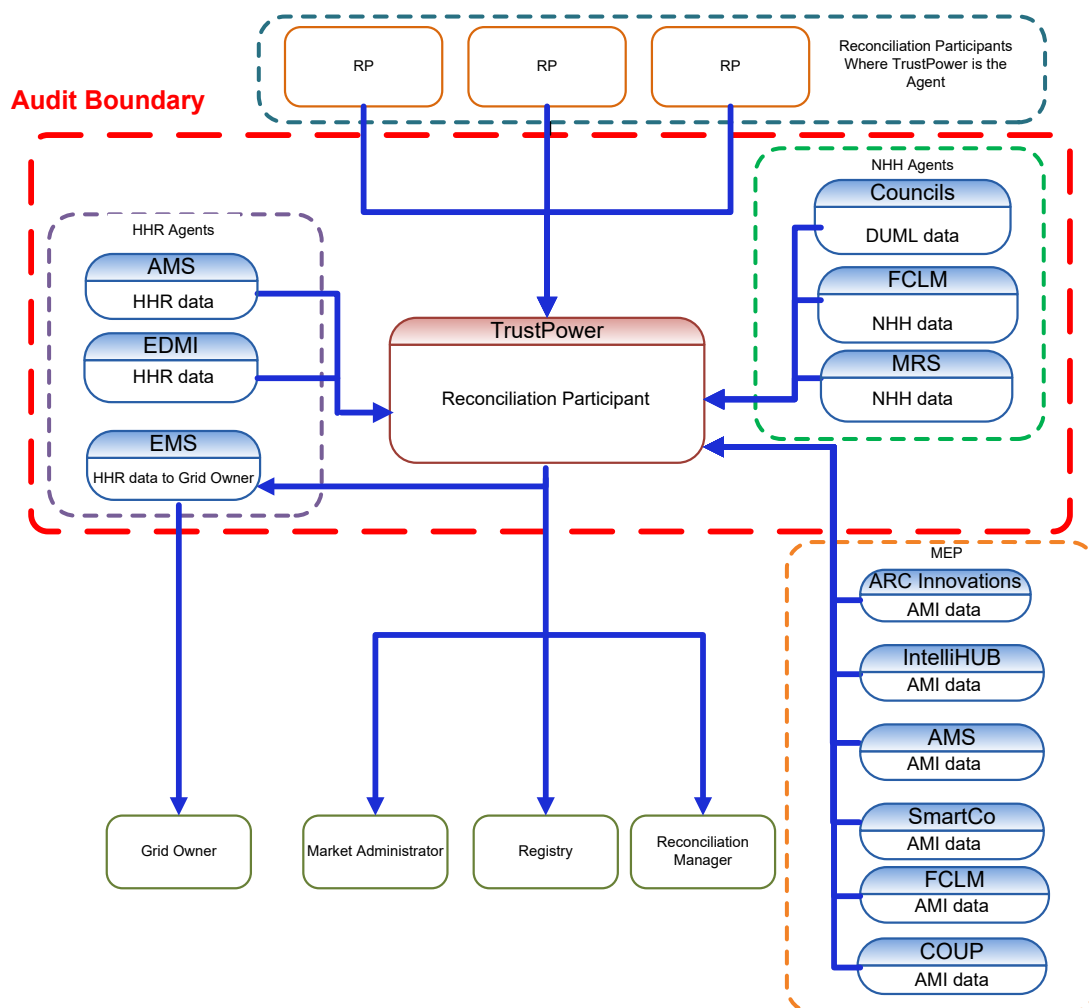 RP
RP
RP
Reconciliation Participants
Where TrustPower is the
Agent
Audit Boundary
HHR Agents
AMS
HHR data
EDMI
HHR data
EMS
HHR data to Grid Owner
TrustPower
Reconciliation Participant
NHH Agents
Councils
DUML data
FCLM
NHH data
MRS
NHH data
MEP
ARC Innovations
AMI data
IntelliHUB
AMI data
AMS
AMI data
SmartCo
AMI data
FCLM
AMI data
COUP
AMI data
Grid Owner
Market Administrator
Registry
Reconciliation
Manager